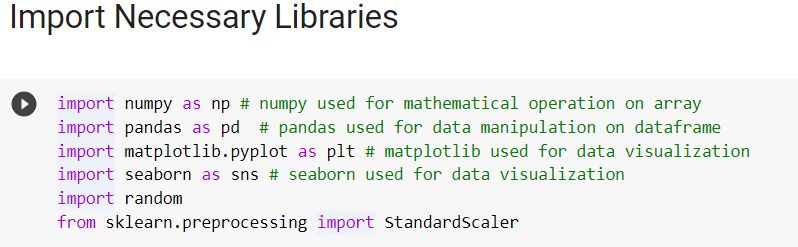 Import Necessary Libraries
import numpy as np # numpy used for mathematical operation on array
import pandas as pd  # pandas used for data manipulation on dataframe
import matplotlib.pyplot as plt # matplotlib used for data visualization
import seaborn as sns # seaborn used for data visualization
import random
from sklearn.preprocessing import StandardScaler